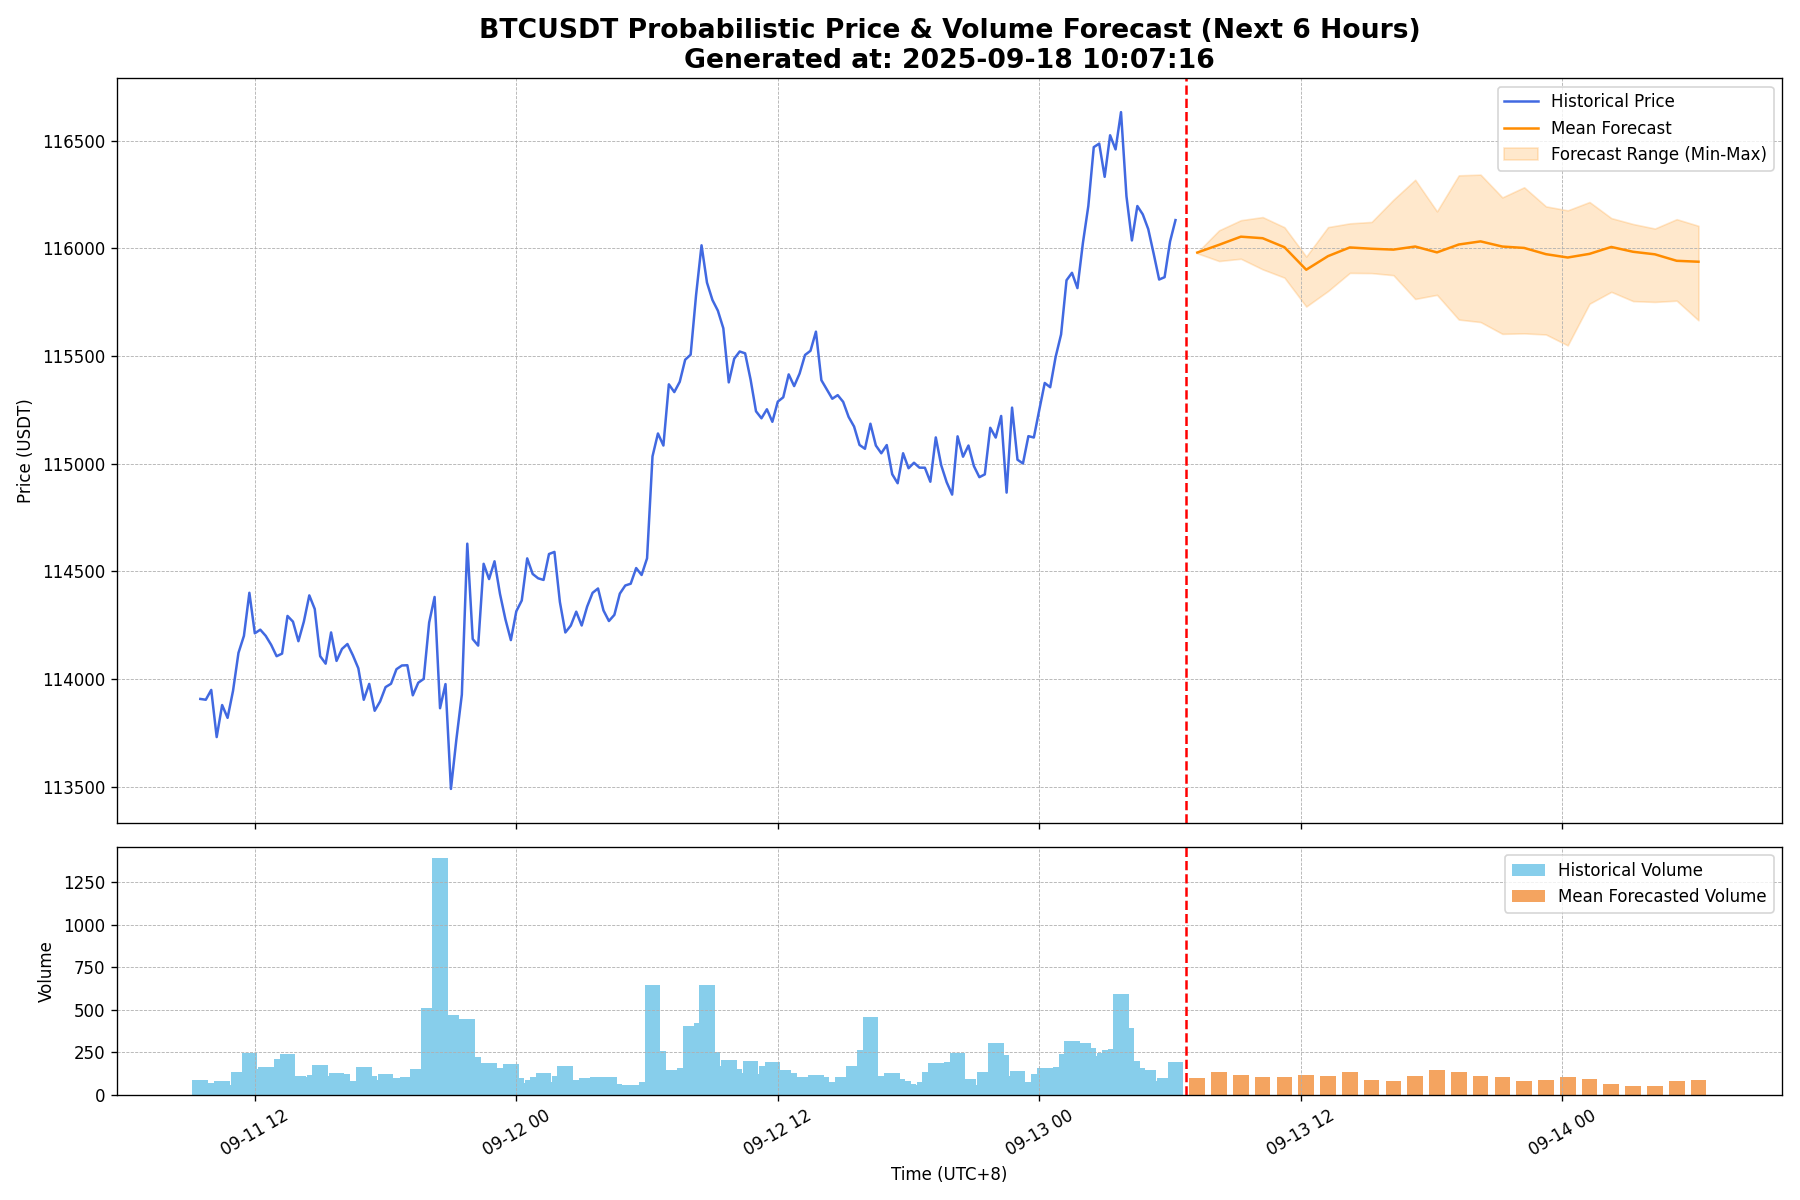 BTCUSDT Probabilistic Price & Volume Forecast (Next 6 Hours)
Generated at: 2025-09-18 10:07:16
Historical Price
Mean Forecast
Forecast Range (Min-Max)
Price (USDT)
116500
116000
115500
115000
114500
114000
113500
Historical Volume
Mean Forecasted Volume
Volume
1250
1000
750
500
250
0
09-11 12
09-12 00
09-12 12
09-13 00
09-13 12
09-14 00
Time (UTC+8)